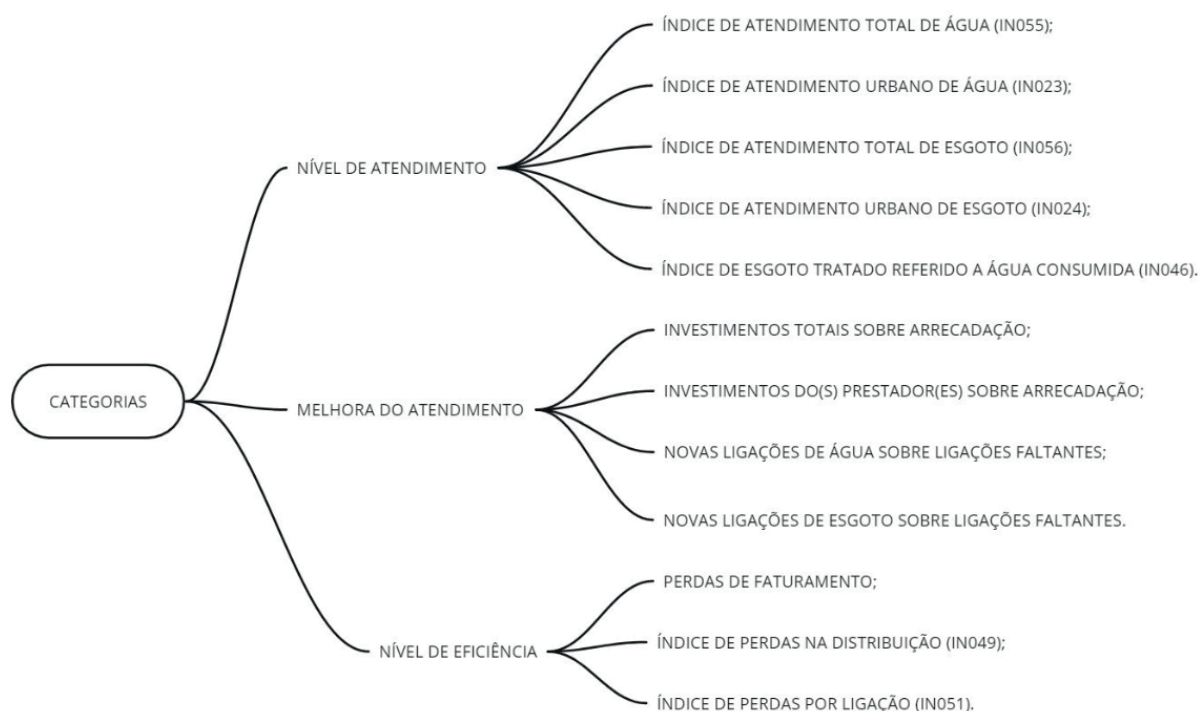 CATEGORIAS
NÍVEL DE ATENDIMENTO
ÍNDICE DE ATENDIMENTO TOTAL DE ÁGUA (IN055);
ÍNDICE DE ATENDIMENTO URBANO DE ÁGUA (IN023);
ÍNDICE DE ATENDIMENTO TOTAL DE ESGOTO (IN056);
ÍNDICE DE ATENDIMENTO URBANO DE ESGOTO (IN024);
ÍNDICE DE ESGOTO TRATADO REFERIDO A ÁGUA CONSUMIDA (IN046).
MELHORA DO ATENDIMENTO
INVESTIMENTOS TOTAIS SOBRE ARRECADAÇÃO;
INVESTIMENTOS DO(S) PRESTADOR(ES) SOBRE ARRECADAÇÃO;
NOVAS LIGAÇÕES DE ÁGUA SOBRE LIGAÇÕES FALTANTES;
NOVAS LIGAÇÕES DE ESGOTO SOBRE LIGAÇÕES FALTANTES.
NÍVEL DE EFICIÊNCIA
PERDAS DE FATURAMENTO;
ÍNDICE DE PERDAS NA DISTRIBUIÇÃO (IN049);
ÍNDICE DE PERDAS POR LIGAÇÃO (IN051).